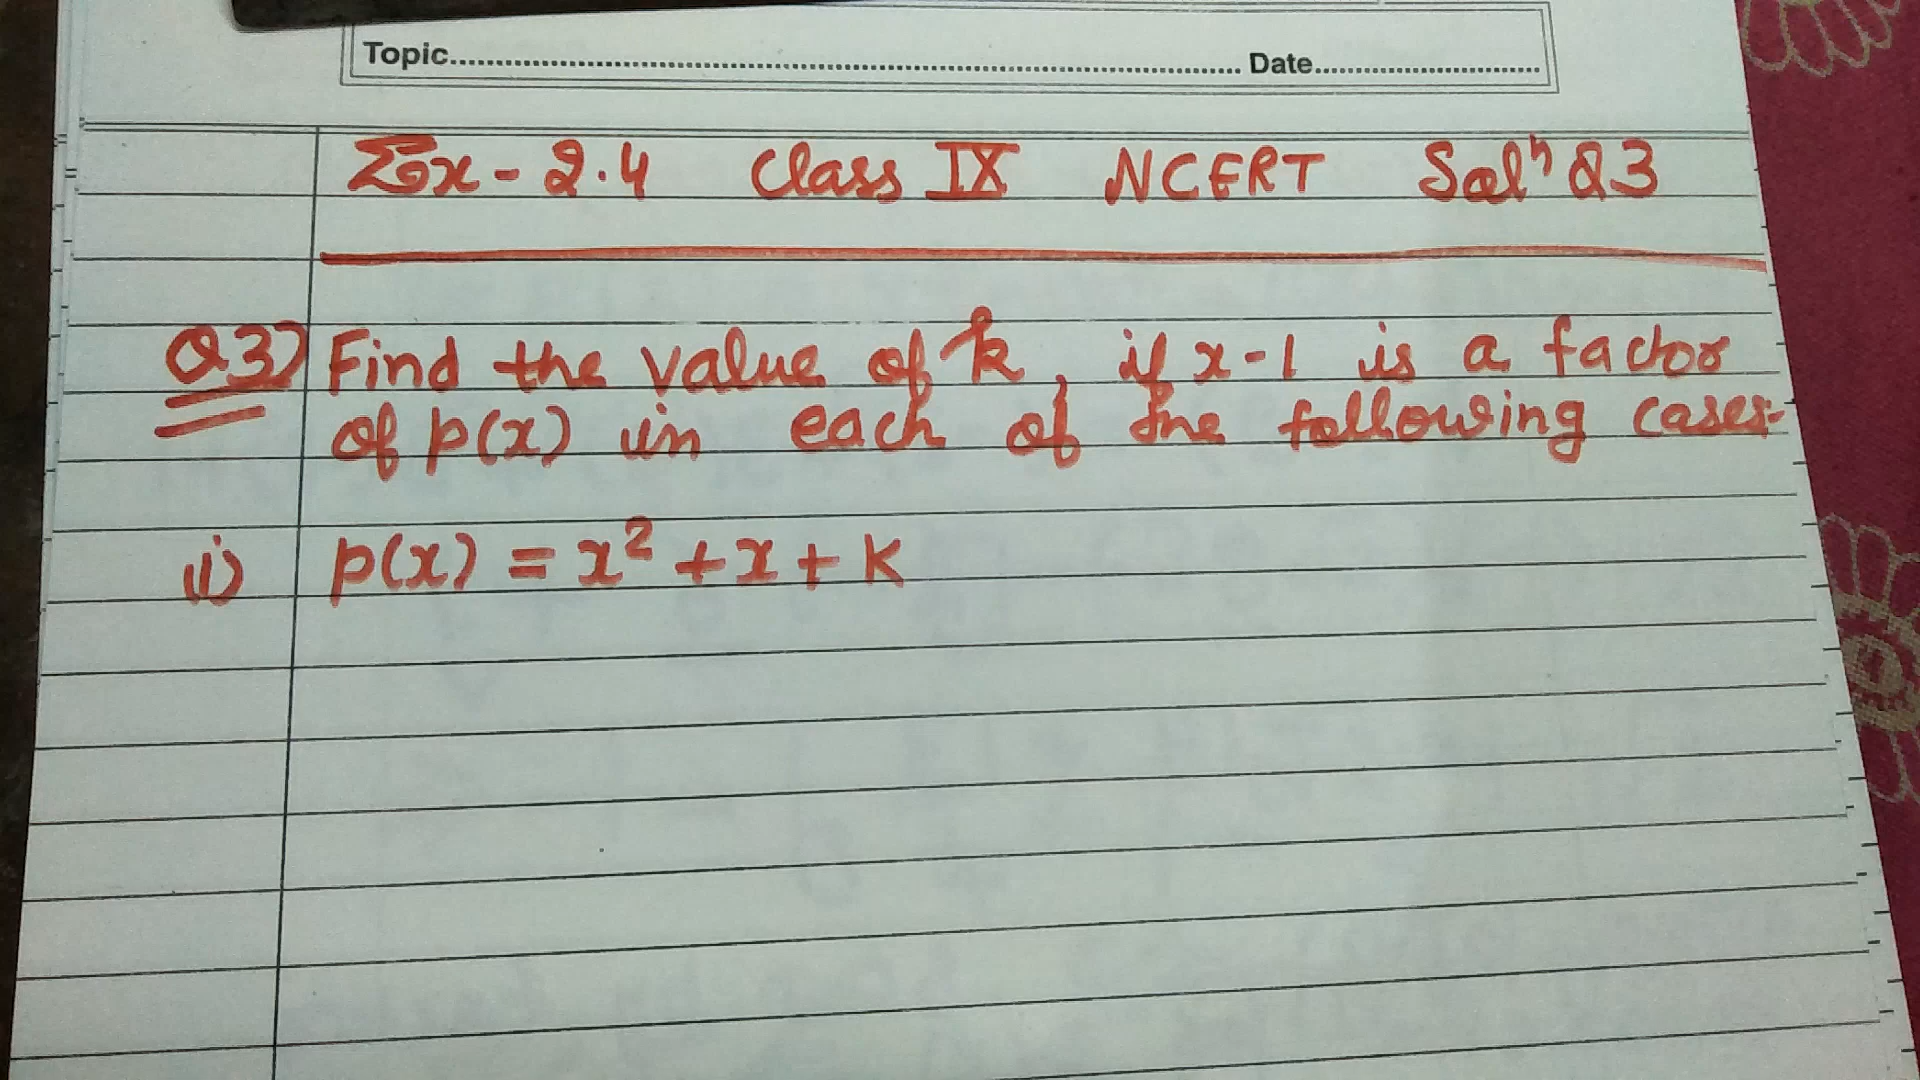 Topic.......................................................... Date..........................
Ex - 2.4 Class IX NCERT Solⁿ Q3
Q3) Find the value of k, if x-1 is a factor
of p(x) in each of the following cases-
(i) p(x) = x² + x + k